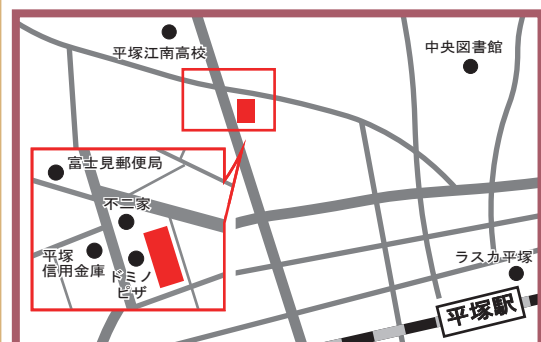 平塚江南高校
中央図書館
富士見郵便局
不二家
平塚
信用金庫
ドミノ
ピザ
ラスカ平塚
平塚駅